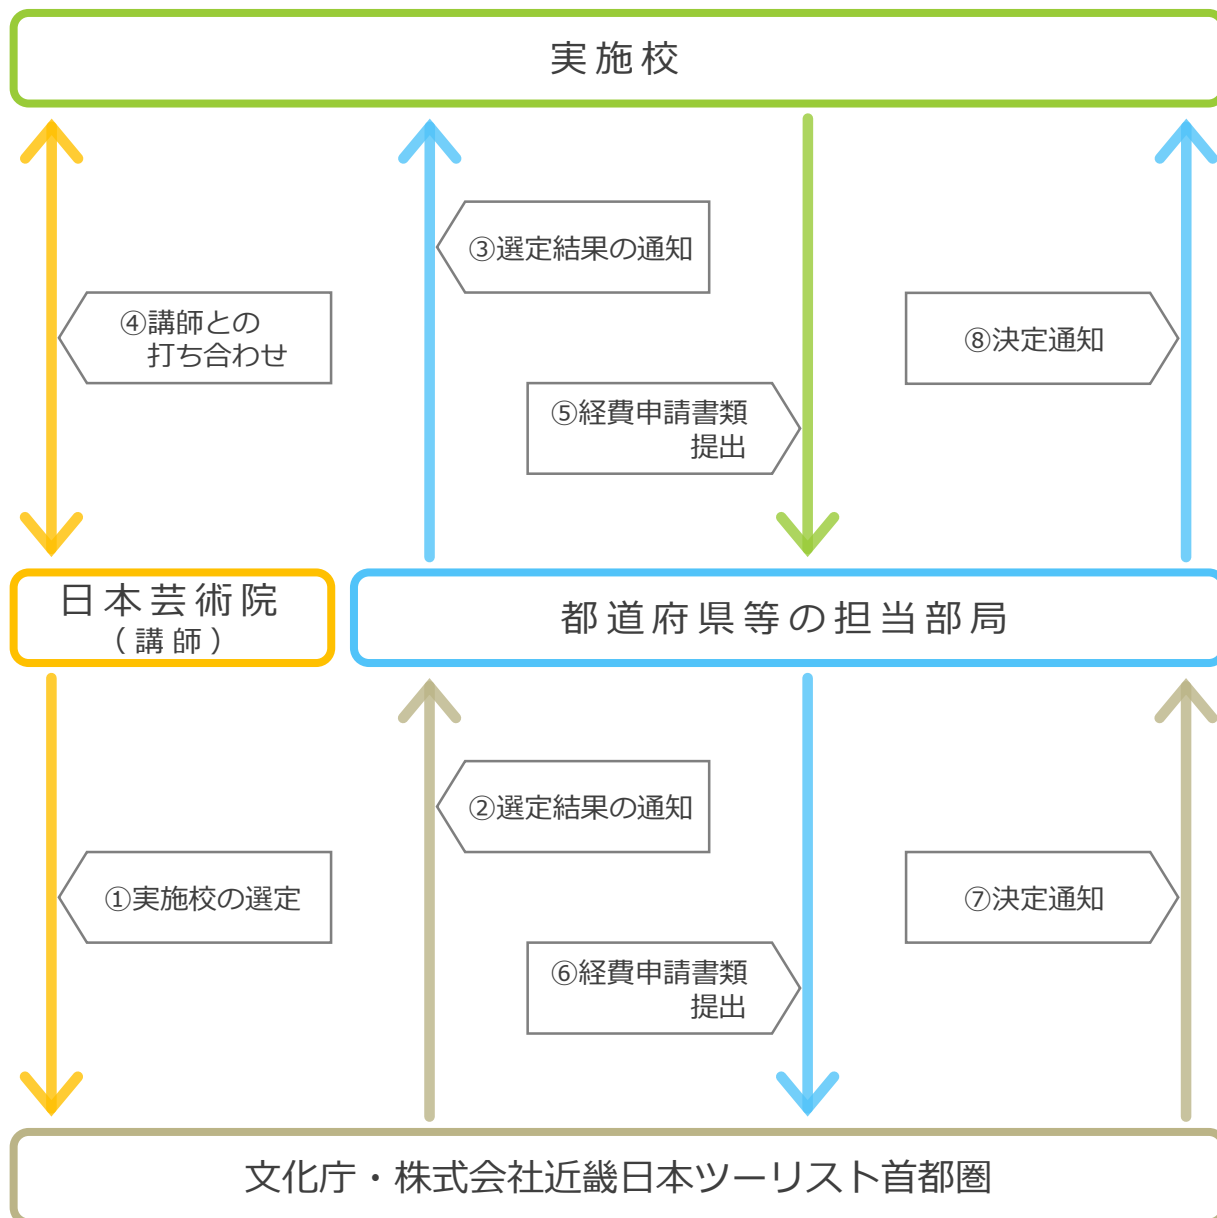 実施校
③選定結果の通知
④講師との
打ち合わせ
⑧決定通知
⑤経費申請書類
提出
日本芸術院
（講師）
都道府県等の担当部局
②選定結果の通知
①実施校の選定
⑦決定通知
⑥経費申請書類
提出
文化庁・株式会社近畿日本ツーリスト首都圏